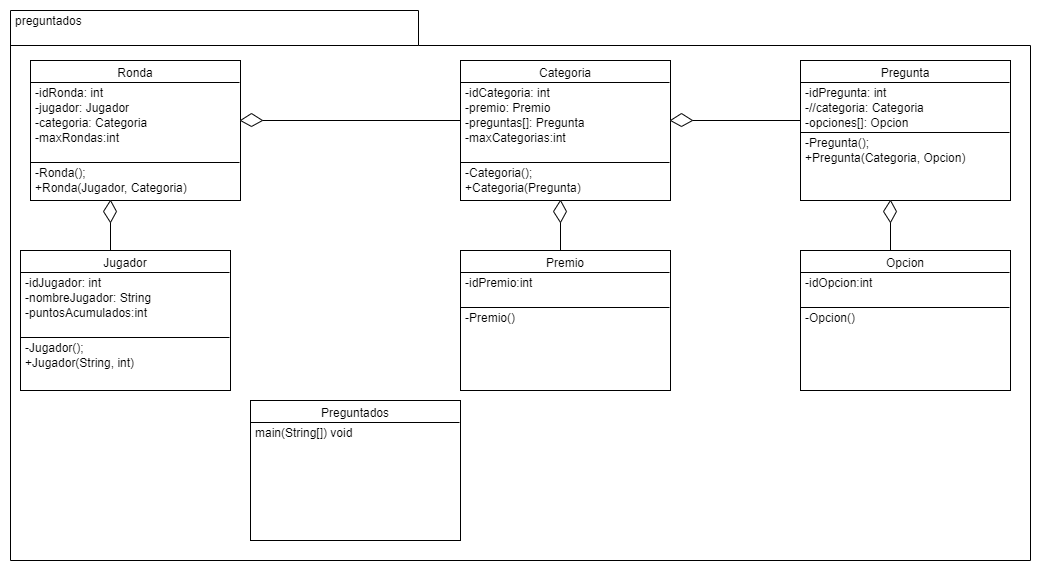 preguntados
Ronda
-idRonda: int
-jugador: Jugador
-categoria: Categoria
-maxRondas:int
-Ronda();
+Ronda(Jugador, Categoria)
Categoria
-idCategoria: int
-premio: Premio
-preguntas[]: Pregunta
-maxCategorias:int
-Categoria();
+Categoria(Pregunta)
Pregunta
-idPregunta: int
-//categoria: Categoria
-opciones[]: Opcion
-Pregunta();
+Pregunta(Categoria, Opcion)
Jugador
-idJugador: int
-nombreJugador: String
-puntosAcumulados:int
-Jugador();
+Jugador(String, int)
Premio
-idPremio:int
-Premio()
Opcion
-idOpcion:int
-Opcion()
Preguntados
main(String[]) void